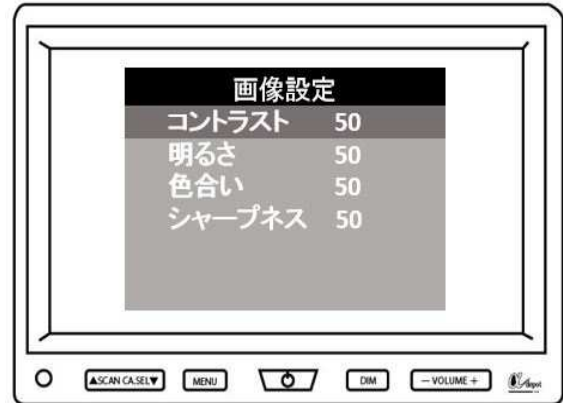 画像設定
コントラスト 50
明るさ 50
色合い 50
シャープネス 50
▲SCAN CA.SEL▼ MENU DIM − VOLUME +